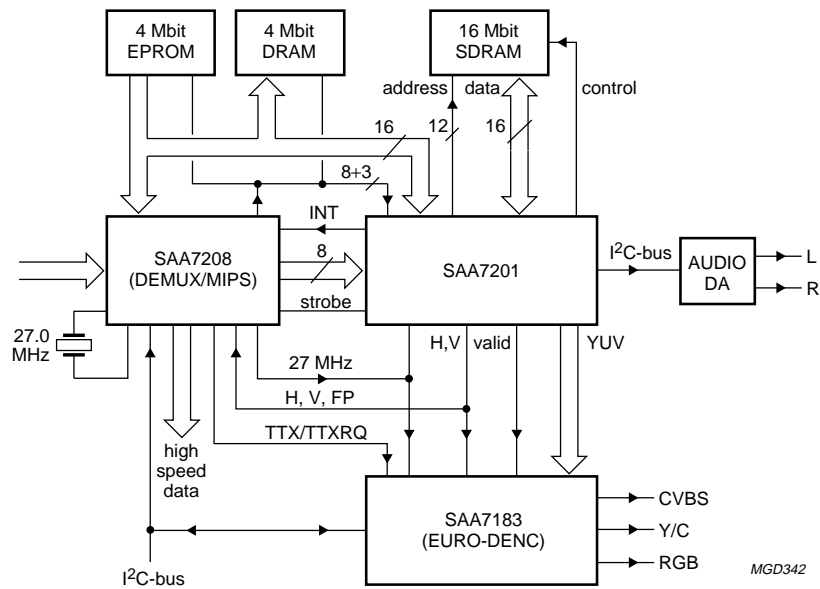 4 Mbit
EPROM
4 Mbit
DRAM
16 Mbit
SDRAM
address
data
control
16
12
16
8+3
INT
SAA7208
(DEMUX/MIPS)
8
SAA7201
I²C-bus
AUDIO
DA
L
R
strobe
27.0
MHz
H,V
valid
YUV
27 MHz
H, V, FP
TTX/TTXRQ
high
speed
data
SAA7183
(EURO-DENC)
CVBS
Y/C
RGB
I²C-bus
MGD342